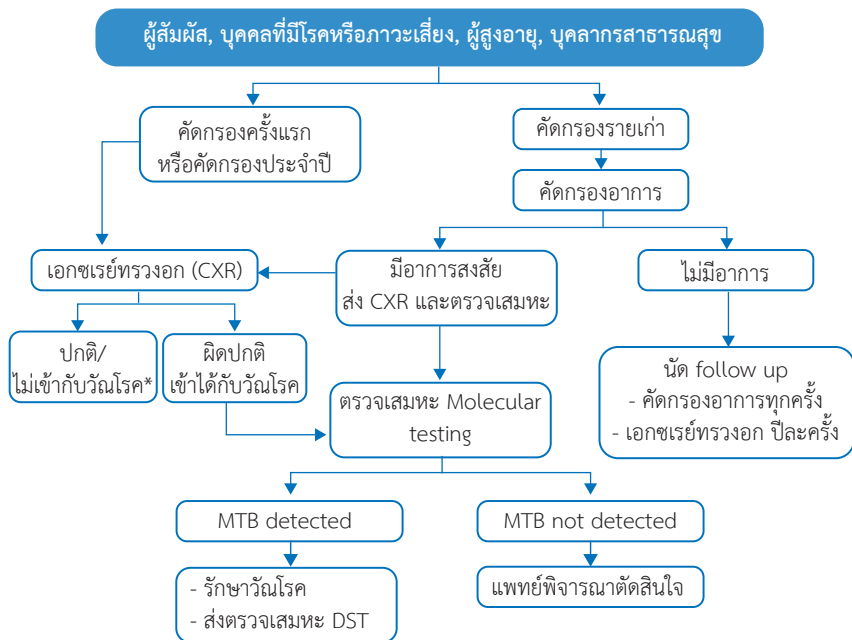 ผู้สัมผัส, บุคคลที่มีโรคหรือภาวะเสี่ยง, ผู้สูงอายุ, บุคลากรสาธารณสุข
คัดกรองครั้งแรก
หรือคัดกรองประจำปี
คัดกรองรายเก่า
คัดกรองอาการ
เอกซเรย์ทรวงอก (CXR)
มีอาการสงสัย
ส่ง CXR และตรวจเสมหะ
ไม่มีอาการ
ปกติ/
ไม่เข้ากับวัณโรค*
ผิดปกติ
เข้าได้กับวัณโรค
นัด follow up
- คัดกรองอาการทุกครั้ง
- เอกซเรย์ทรวงอก ปีละครั้ง
ตรวจเสมหะ Molecular
testing
MTB detected
MTB not detected
- รักษาวัณโรค
- ส่งตรวจเสมหะ DST
แพทย์พิจารณาตัดสินใจ